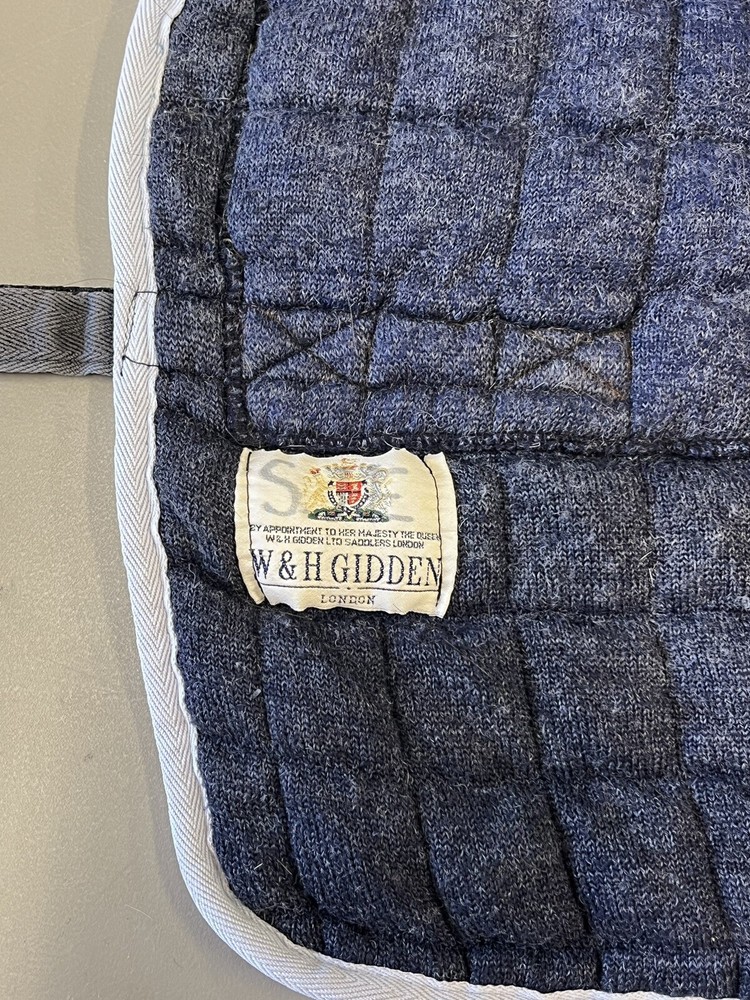 BY APPOINTMENT TO HER MAJESTY THE QUEEN
W & H GIDDEN LTD SADDLERS LONDON
W & H GIDDEN
LONDON